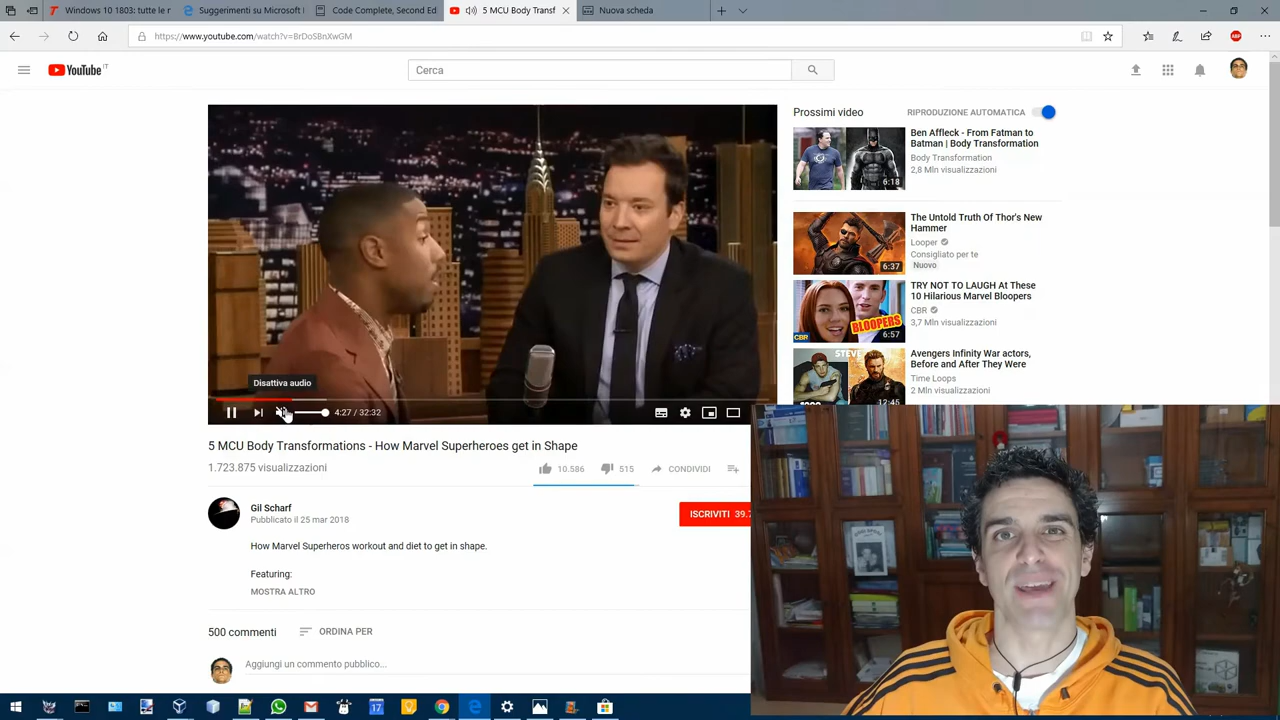 Windows 10 1803: tutte le r
Suggerimenti su Microsoft
Code Complete, Second Edi
5 MCU Body Transf
Nuova scheda
https://www.youtube.com/watch?v=BrDoSBnXwGM
ABP
YouTube IT
Cerca
Prossimi video
RIPRODUZIONE AUTOMATICA
Ben Affleck - From Fatman to
Batman | Body Transformation
Body Transformation
2,8 Mln visualizzazioni
6:18
The Untold Truth Of Thor's New
Hammer
Looper
Consigliato per te
Nuovo
6:37
TRY NOT TO LAUGH At These
10 Hilarious Marvel Bloopers
CBR
3,7 Mln visualizzazioni
BLOOPERS
CBR
6:57
Avengers Infinity War actors,
Before and After They Were
Time Loops
2 Mln visualizzazioni
STEVE
12:45
Disattiva audio
4:27 / 32:32
5 MCU Body Transformations - How Marvel Superheroes get in Shape
1.723.875 visualizzazioni
10.586
515
CONDIVIDI
Gil Scharf
Pubblicato il 25 mar 2018
ISCRIVITI 39.7
How Marvel Superheros workout and diet to get in shape.
Featuring:
MOSTRA ALTRO
500 commenti
ORDINA PER
Aggiungi un commento pubblico...
17